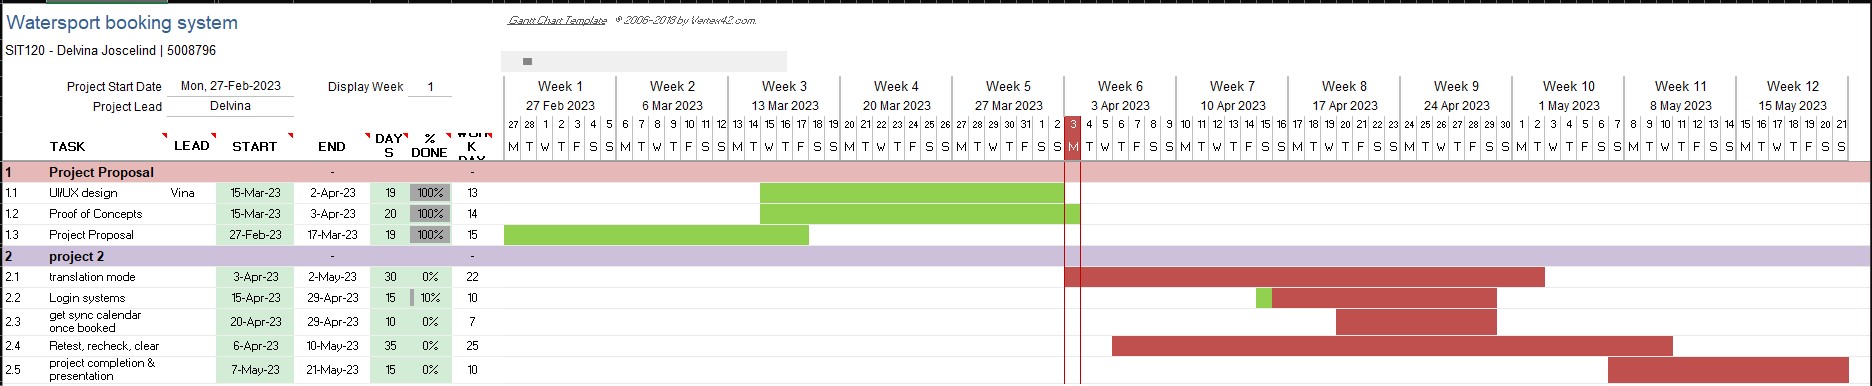 Watersport booking system
Gantt Chart Template © 2006-2018 by Vertex42.com.
SIT120 - Delvina Joscelind | 5008796
Project Start Date Mon, 27-Feb-2023 Display Week 1 Week 1 Week 2 Week 3 Week 4 Week 5 Week 6 Week 7 Week 8 Week 9 Week 10 Week 11 Week 12
Project Lead Delvina 27 Feb 2023 6 Mar 2023 13 Mar 2023 20 Mar 2023 27 Mar 2023 3 Apr 2023 10 Apr 2023 17 Apr 2023 24 Apr 2023 1 May 2023 8 May 2023 15 May 2023
27 28 1 2 3 4 5 6 7 8 9 10 11 12 13 14 15 16 17 18 19 20 21 22 23 24 25 26 27 28 29 30 31 1 2 3 4 5 6 7 8 9 10 11 12 13 14 15 16 17 18 19 20 21 22 23 24 25 26 27 28 29 30 1 2 3 4 5 6 7 8 9 10 11 12 13 14 15 16 17 18 19 20 21
TASK LEAD START END DAYS % DONE WORK DAY M T W T F S S M T W T F S S M T W T F S S M T W T F S S M T W T F S S M T W T F S S M T W T F S S M T W T F S S M T W T F S S M T W T F S S M T W T F S S M T W T F S S
1 Project Proposal - -
1.1 UI/UX design Vina 15-Mar-23 2-Apr-23 19 100% 13
1.2 Proof of Concepts 15-Mar-23 3-Apr-23 20 100% 14
1.3 Project Proposal 27-Feb-23 17-Mar-23 19 100% 15
2 project 2 - -
2.1 translation mode 3-Apr-23 2-May-23 30 0% 22
2.2 Login systems 15-Apr-23 29-Apr-23 15 10% 10
2.3 get sync calendar once booked 20-Apr-23 29-Apr-23 10 0% 7
2.4 Retest, recheck, clear 6-Apr-23 10-May-23 35 0% 25
2.5 project completion & presentation 7-May-23 21-May-23 15 0% 10